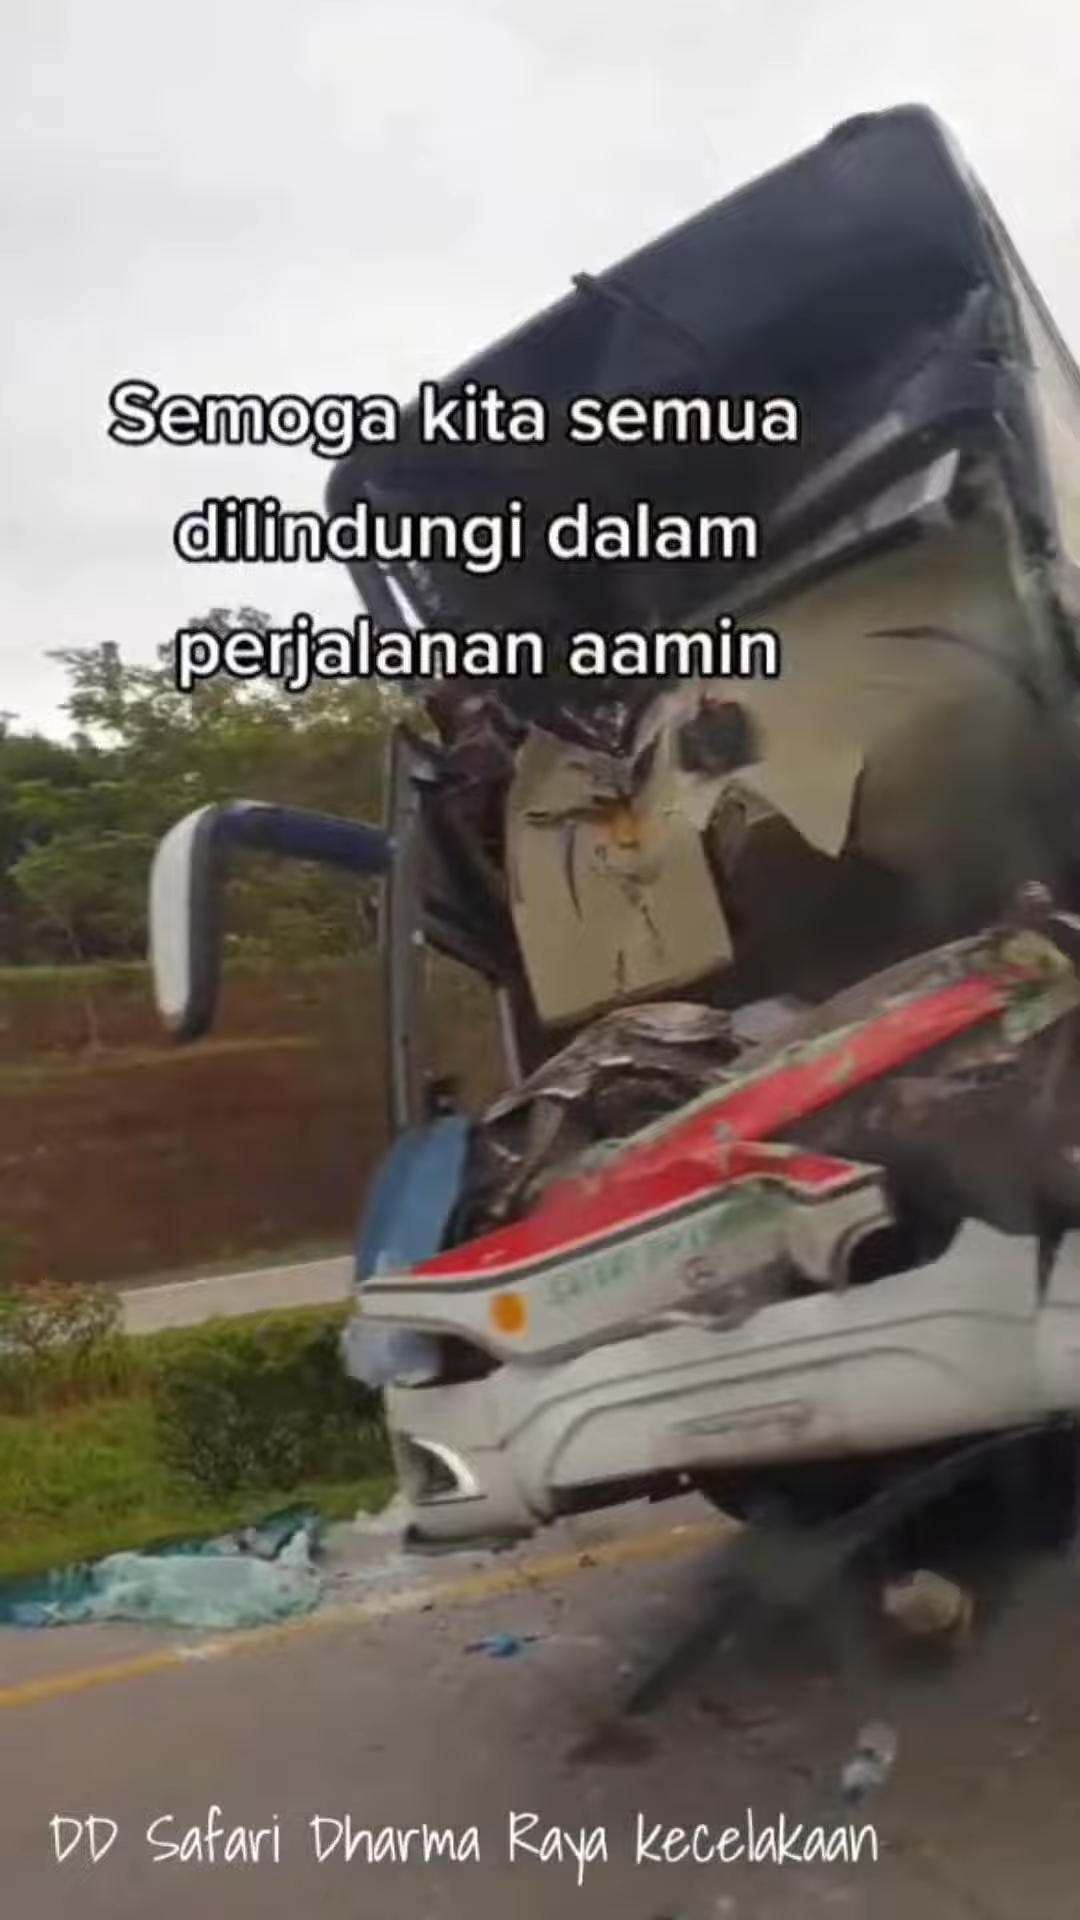 Semoga kita semua
dilindungi dalam
perjalanan aamin
DD Safari Dharma Raya kecelakaan